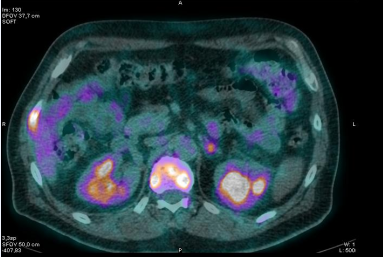 Im: 130
DFOV 37,7 cm
SOFT
A
R
L
3,3sp
SFOV 50,0 cm
-407,83
P
W: 1
L: 500